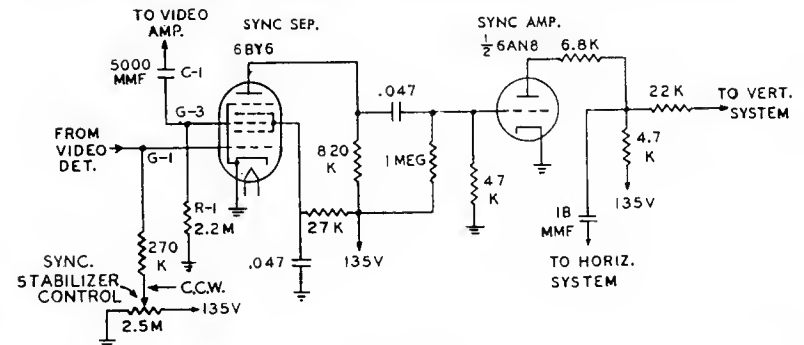 TO VIDEO
AMP.
SYNC SEP.
6BY6
SYNC AMP.
½ 6AN8
6.8K
5000
MMF
C-1
.047
22K
TO VERT.
SYSTEM
G-3
FROM
VIDEO
DET.
G-1
820
K
1 MEG
47
K
4.7
K
R-1
2.2M
27K
18
MMF
135V
270
K
.047
135V
TO HORIZ.
SYSTEM
SYNC.
STABILIZER
CONTROL
C.C.W.
135V
2.5M